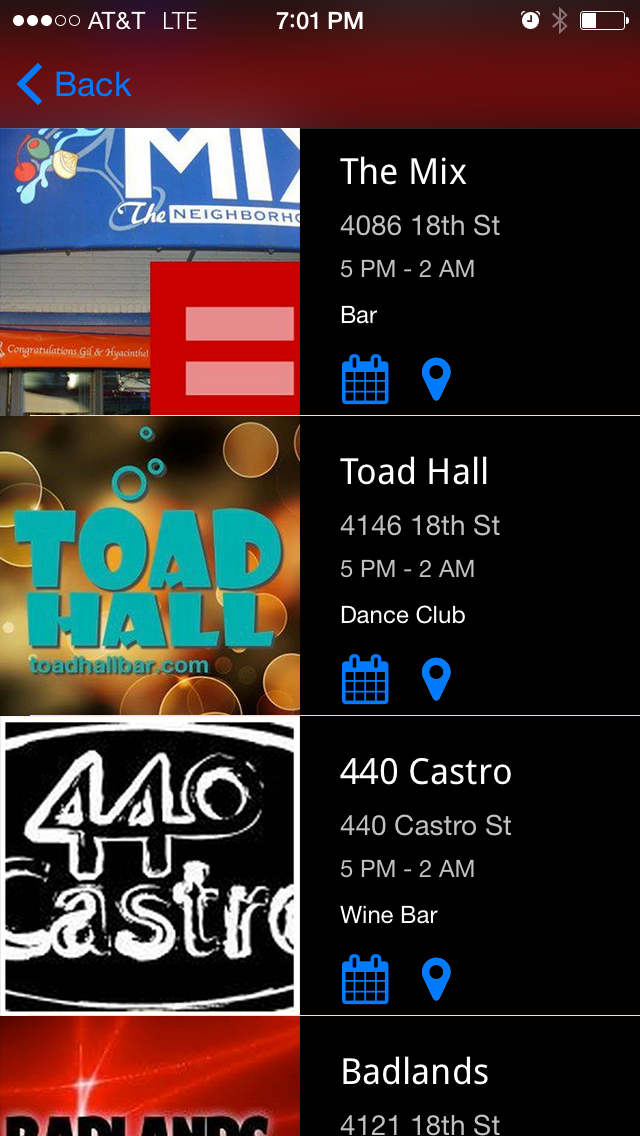 AT&T LTE 7:01 PM
Back
MIX
The NEIGHBORHO
Congratulations Gil & Hyacinthe!
The Mix
4086 18th St
5 PM - 2 AM
Bar
TOAD
HALL
toadhallbar.com
Toad Hall
4146 18th St
5 PM - 2 AM
Dance Club
440
Castro
440 Castro
440 Castro St
5 PM - 2 AM
Wine Bar
BADLANDS
Badlands
4121 18th St